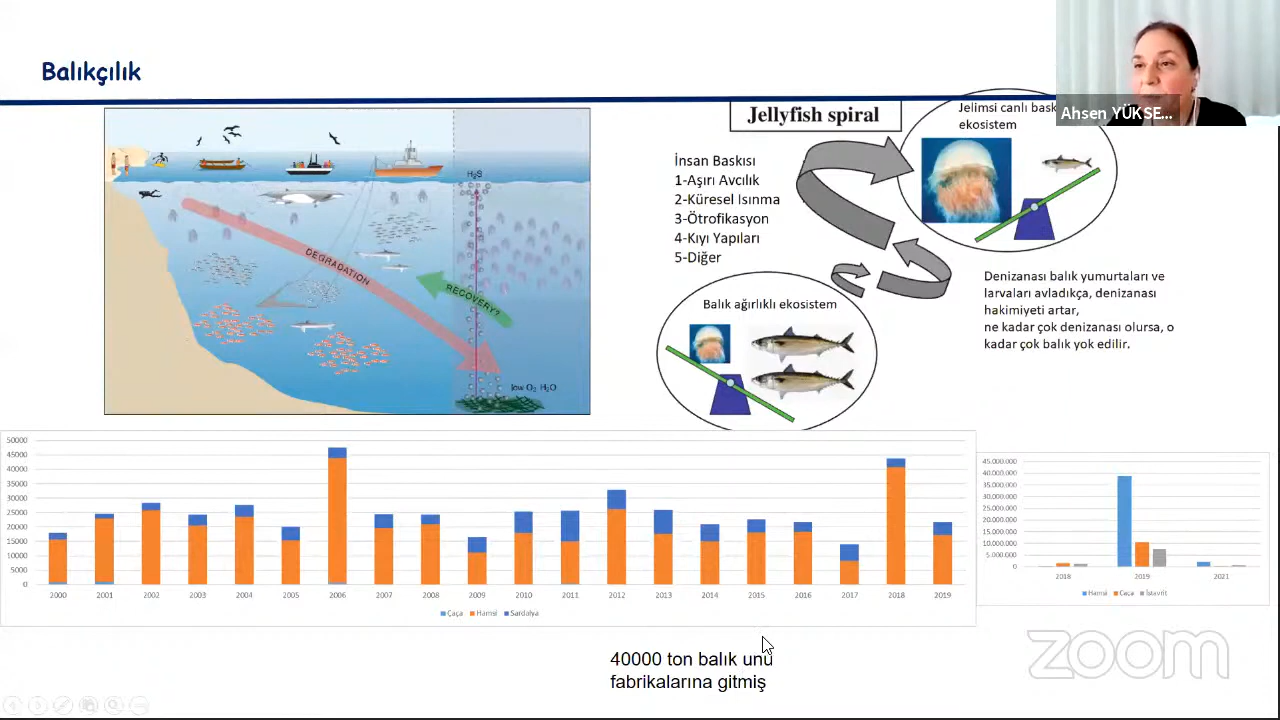 Balıkçılık
Ahsen YÜKSE...
H₂S
DEGRADATION
RECOVERY?
low O₂ H₂O
Jellyfish spiral
İnsan Baskısı
1-Aşırı Avcılık
2-Küresel Isınma
3-Ötrofikasyon
4-Kıyı Yapıları
5-Diğer
Jelimsi canlı bask
ekosistem
Balık ağırlıklı ekosistem
Denizanası balık yumurtaları ve
larvaları avladıkça, denizanası
hakimiyeti artar,
ne kadar çok denizanası olursa, o
kadar çok balık yok edilir.
50000
45000
40000
35000
30000
25000
20000
15000
10000
5000
0
2000 2001 2002 2003 2004 2005 2006 2007 2008 2009 2010 2011 2012 2013 2014 2015 2016 2017 2018 2019
Çaça Hamsi Sardalya
45.000.000
40.000.000
35.000.000
30.000.000
25.000.000
20.000.000
15.000.000
10.000.000
5.000.000
0
2018 2019 2021
Hamsi Çaça İstavrit
40000 ton balık unu
fabrikalarına gitmiş
zoom